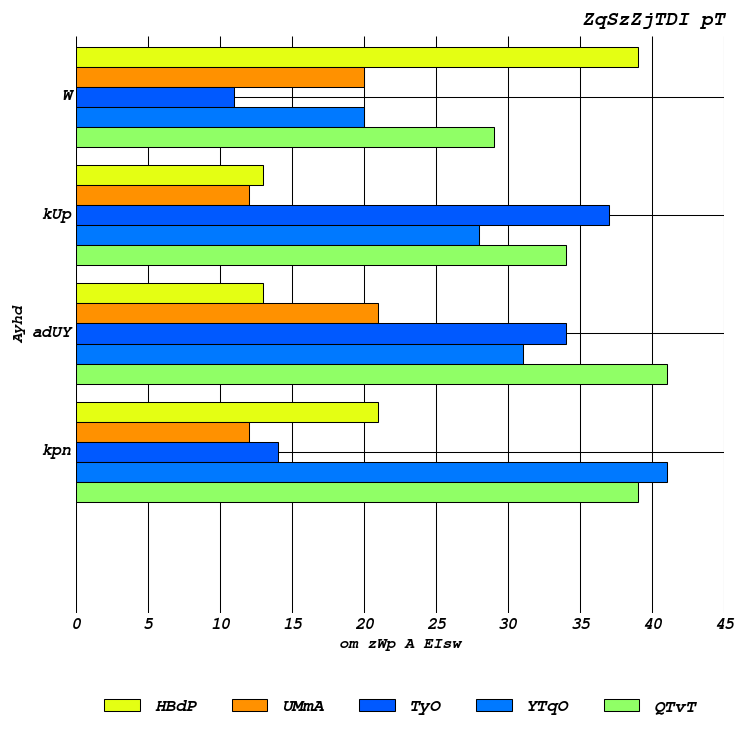 ZqSzZjTDI pT
W
kUp
adUY
kpn
Ayhd
0 5 10 15 20 25 30 35 40 45
om zWp A EIsw
HBdP UMmA TyO YTqO QTvT